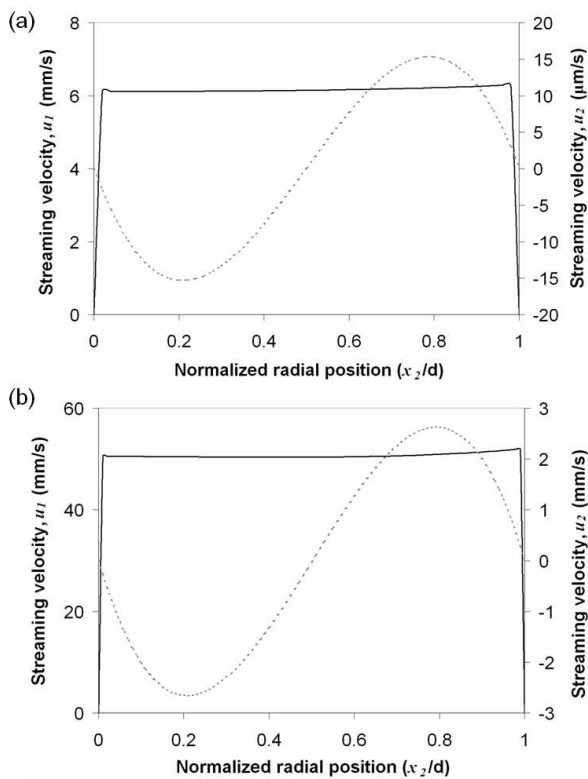 (a)
Streaming velocity, u1 (mm/s)
8
6
4
2
0
Streaming velocity, u2 (μm/s)
20
15
10
5
0
-5
-10
-15
-20
0 0.2 0.4 0.6 0.8 1
Normalized radial position (x2/d)
(b)
Streaming velocity, u1 (mm/s)
60
40
20
0
Streaming velocity, u2 (mm/s)
3
2
1
0
-1
-2
-3
0 0.2 0.4 0.6 0.8 1
Normalized radial position (x2/d)